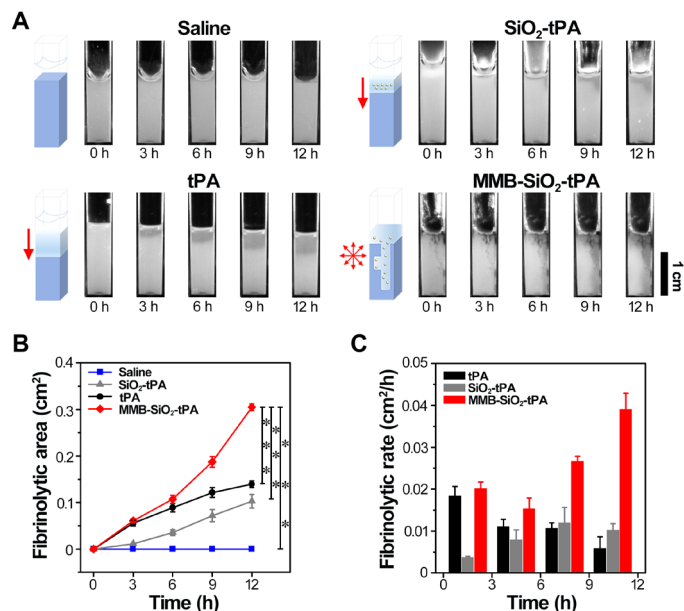 A
Saline
0 h 3 h 6 h 9 h 12 h
SiO₂-tPA
0 h 3 h 6 h 9 h 12 h
tPA
0 h 3 h 6 h 9 h 12 h
MMB-SiO₂-tPA
0 h 3 h 6 h 9 h 12 h
1 cm
B
Fibrinolytic area (cm²)
0.4
0.3
0.2
0.1
0
Saline
SiO₂-tPA
tPA
MMB-SiO₂-tPA
* * *
* * *
* * *
0 3 6 9 12
Time (h)
C
Fibrinolytic rate (cm²/h)
0.05
0.04
0.03
0.02
0.01
0.00
tPA
SiO₂-tPA
MMB-SiO₂-tPA
0 3 6 9 12
Time (h)